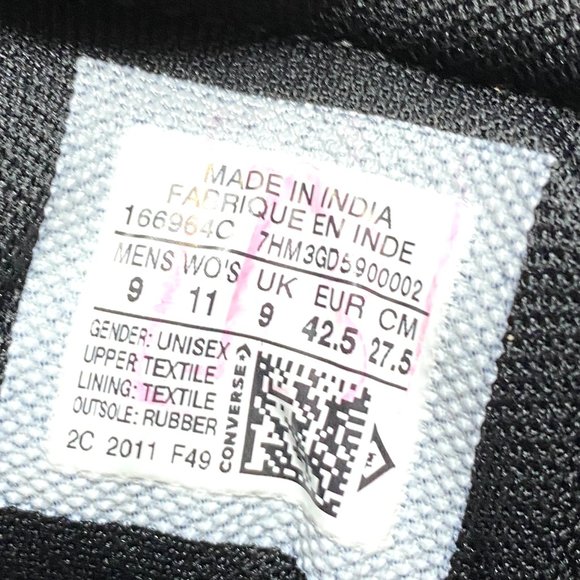 MADE IN INDIA
FABRIQUE EN INDE
166964C 7HM3GD5900002
MENS WO'S UK EUR CM
9 11 9 42.5 27.5
GENDER: UNISEX
UPPER TEXTILE
LINING: TEXTILE
OUTSOLE: RUBBER
2C 2011 F49
CONVERSE
TM